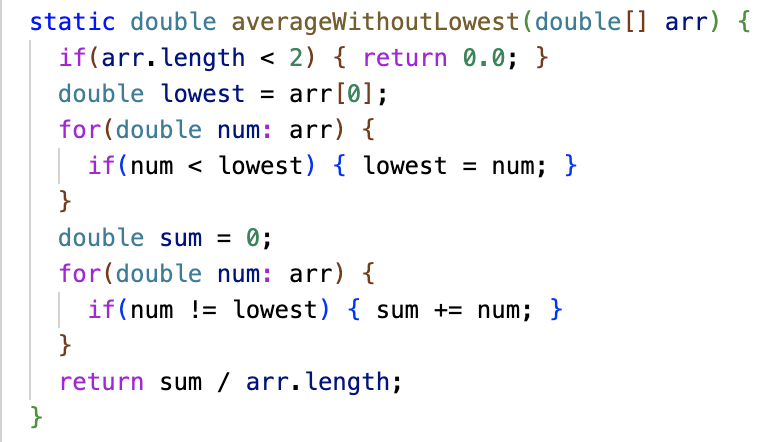 static double averageWithoutLowest(double[] arr) {
  if(arr.length < 2) { return 0.0; }
  double lowest = arr[0];
  for(double num: arr) {
    if(num < lowest) { lowest = num; }
  }
  double sum = 0;
  for(double num: arr) {
    if(num != lowest) { sum += num; }
  }
  return sum / arr.length;
}